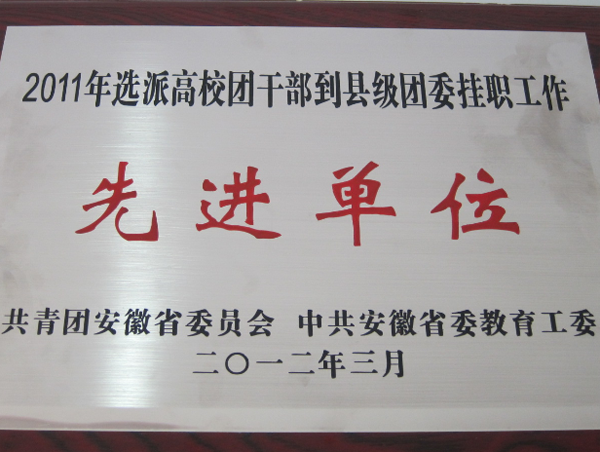 2011年选派高校团干部到县级团委挂职工作
先进单位
共青团安徽省委员会 中共安徽省委教育工委
二〇一二年三月